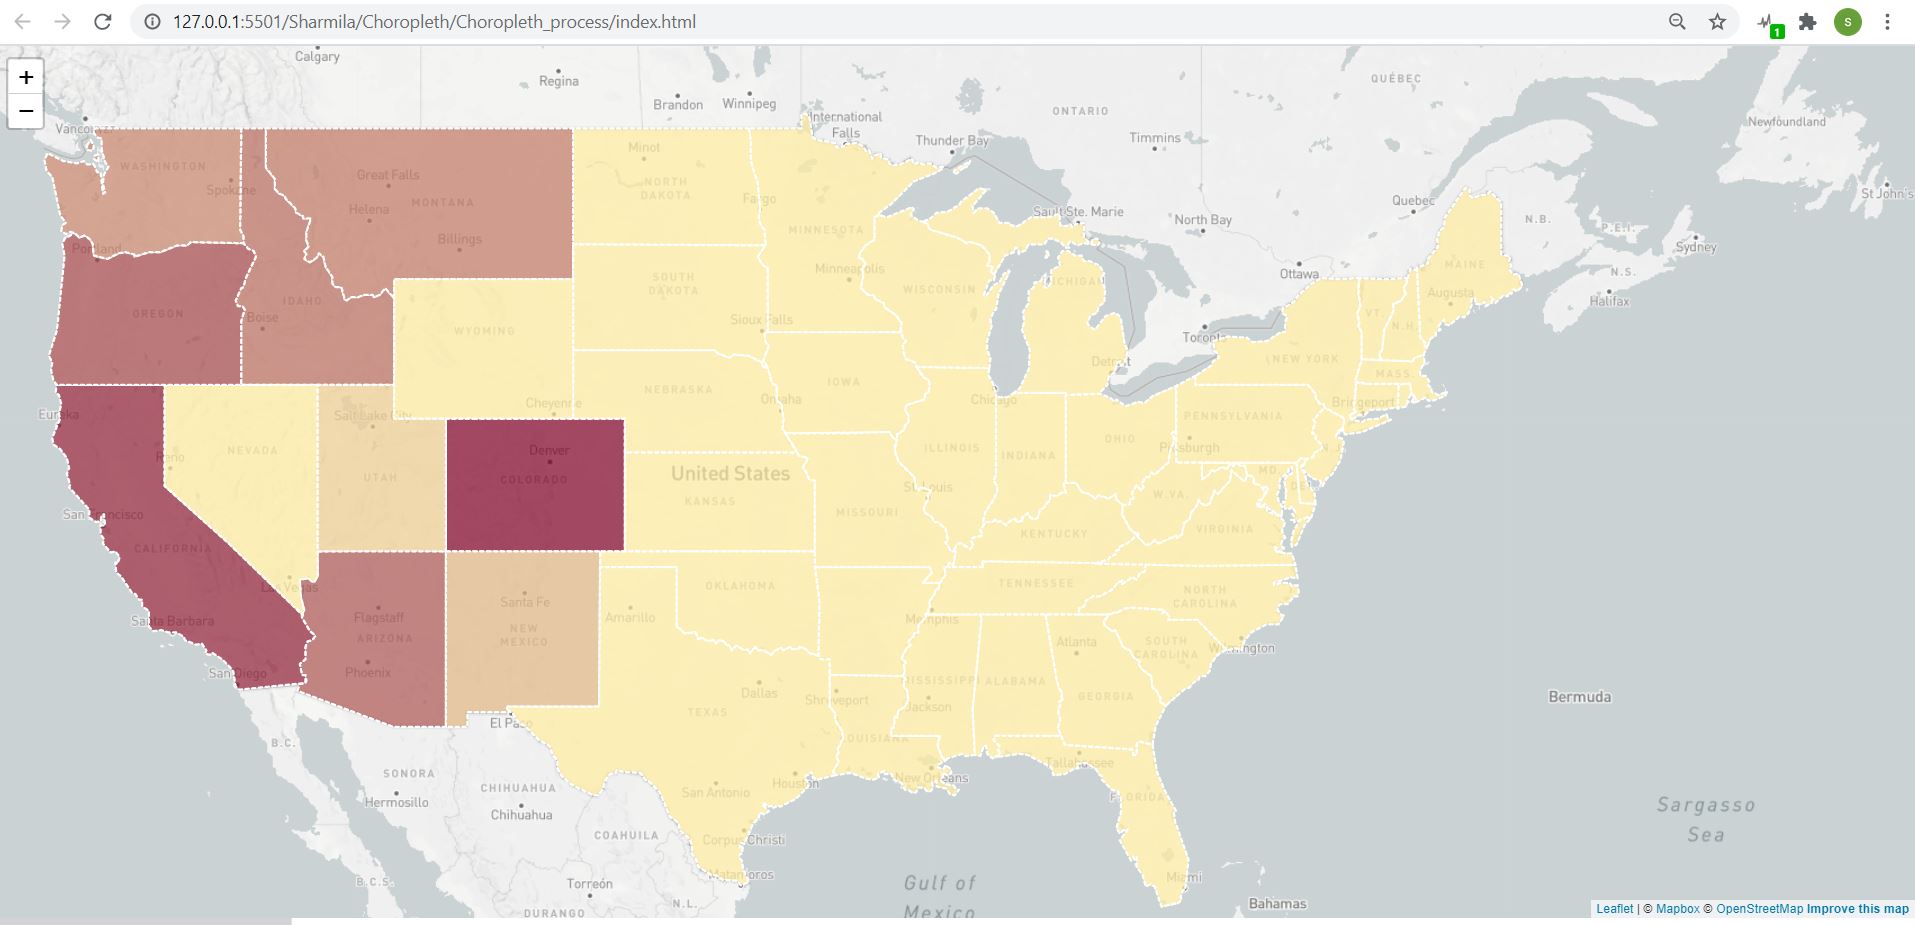 127.0.0.1:5501/Sharmila/Choropleth/Choropleth_process/index.html
1
S
+
−
Calgary
Regina
Brandon
Winnipeg
QUÉBEC
ONTARIO
International
Falls
Thunder Bay
Timmins
Newfoundland
St John's
Vancouver
WASHINGTON
Spokane
Great Falls
Helena
MONTANA
Billings
Minot
NORTH
DAKOTA
Fargo
MINNESOTA
Sault Ste. Marie
North Bay
Quebec
N.B.
P.E.I.
Sydney
Portland
Minneapolis
Ottawa
MAINE
N.S.
Halifax
OREGON
IDAHO
Boise
SOUTH
DAKOTA
Sioux Falls
WISCONSIN
MICHIGAN
Augusta
VT.
N.H.
WYOMING
Toronto
Detroit
NEW YORK
MASS.
Eureka
Salt Lake City
Cheyenne
NEBRASKA
Omaha
IOWA
Chicago
Bridgeport
PENNSYLVANIA
Reno
NEVADA
UTAH
Denver
COLORADO
United States
KANSAS
ILLINOIS
INDIANA
OHIO
Pittsburgh
N.J.
MD.
DE
St. Louis
W.VA.
San Francisco
CALIFORNIA
MISSOURI
KENTUCKY
VIRGINIA
Las Vegas
Santa Barbara
Flagstaff
ARIZONA
Santa Fe
NEW
MEXICO
Amarillo
OKLAHOMA
TENNESSEE
Memphis
NORTH
CAROLINA
Atlanta
SOUTH
CAROLINA
Wilmington
San Diego
Phoenix
Dallas
Shreveport
MISSISSIPPI
ALABAMA
Jackson
GEORGIA
Bermuda
El Paso
TEXAS
B.C.
LOUISIANA
Tallahassee
SONORA
Hermosillo
CHIHUAHUA
Chihuahua
San Antonio
Houston
New Orleans
FLORIDA
Sargasso
Sea
COAHUILA
Corpus Christi
Matamoros
Miami
B.C.S.
Torreón
Gulf of
Mexico
N.L.
DURANGO
Bahamas
Leaflet | © Mapbox © OpenStreetMap Improve this map